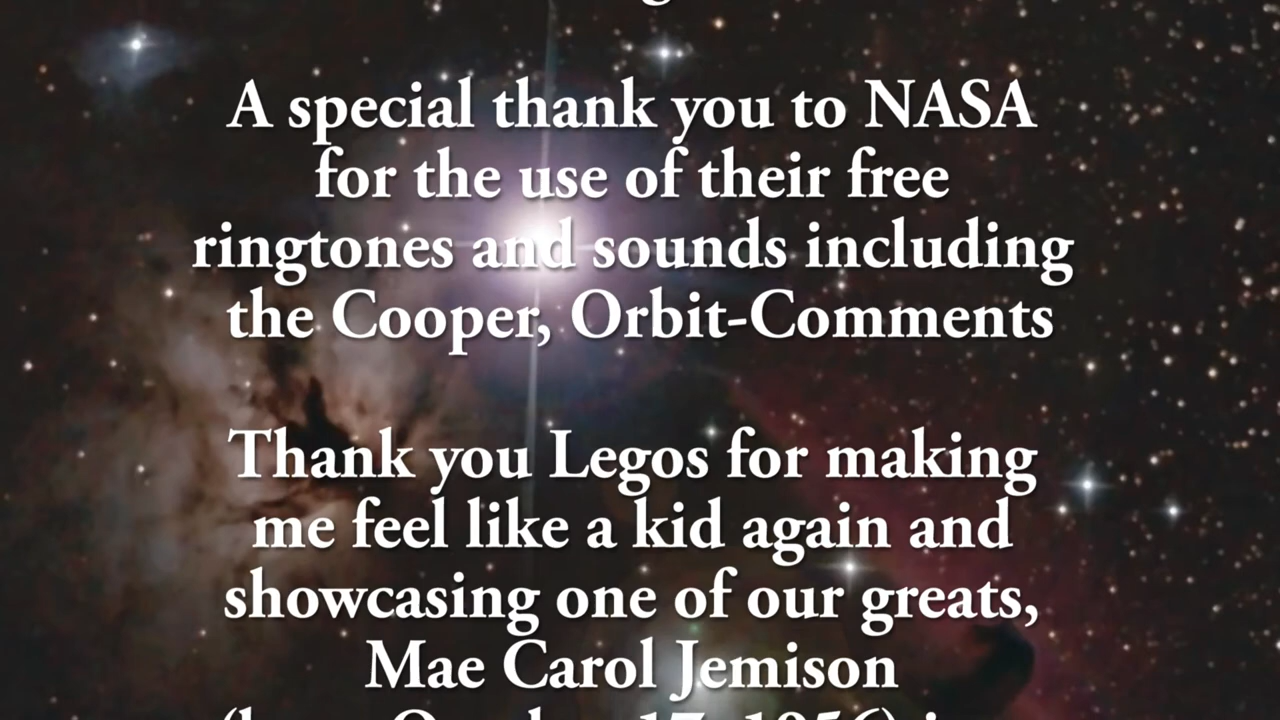 A special thank you to NASA
for the use of their free
ringtones and sounds including
the Cooper, Orbit-Comments
Thank you Legos for making
me feel like a kid again and
showcasing one of our greats,
Mae Carol Jemison